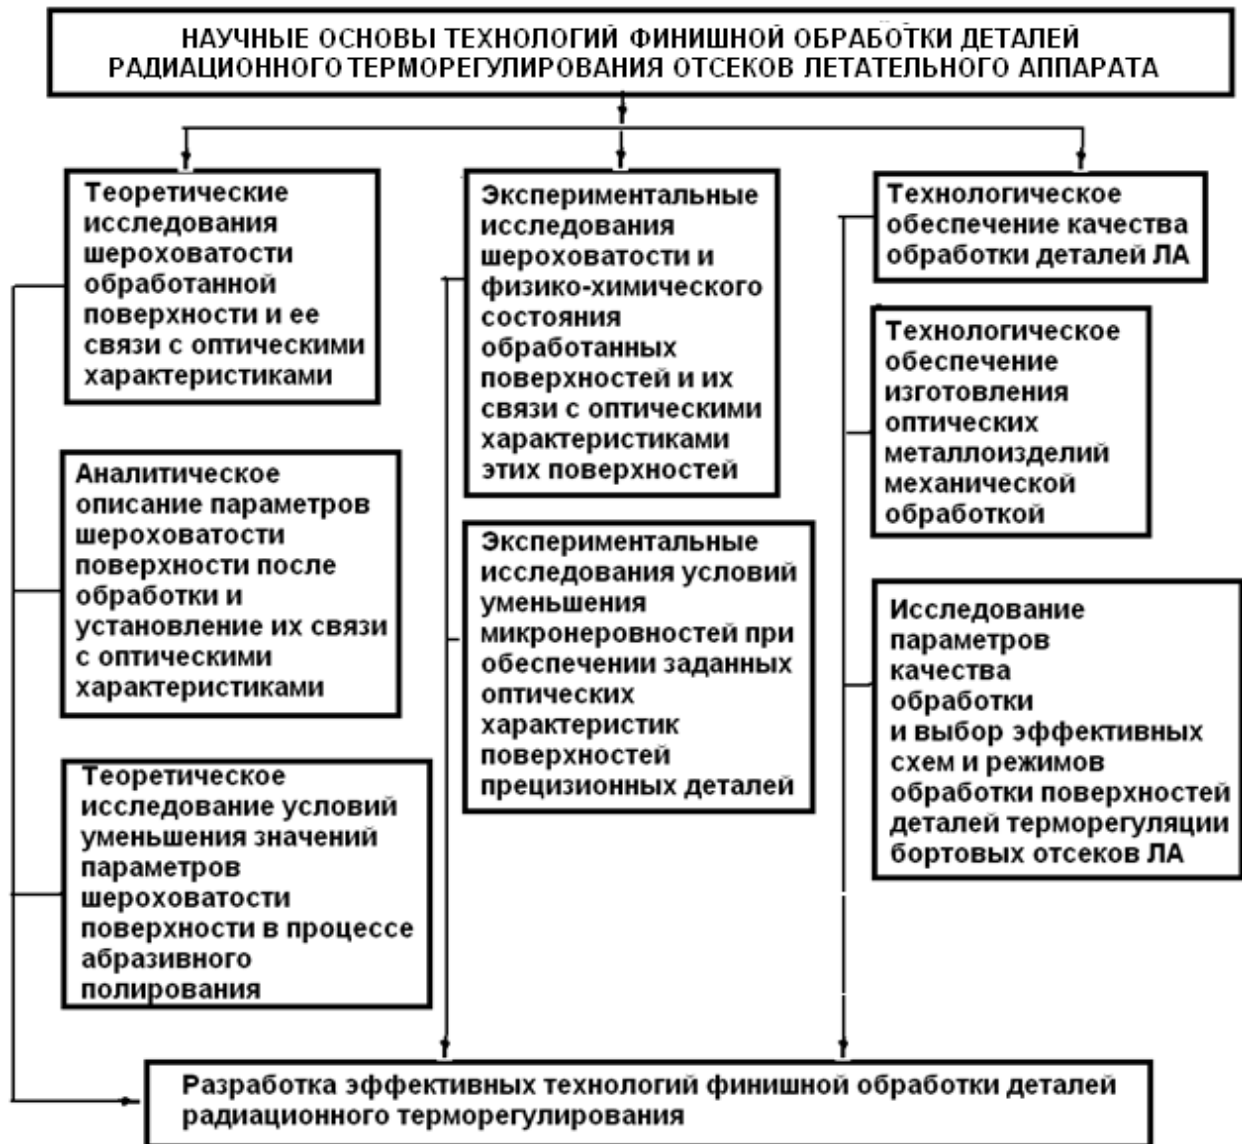 НАУЧНЫЕ ОСНОВЫ ТЕХНОЛОГИЙ ФИНИШНОЙ ОБРАБОТКИ ДЕТАЛЕЙ
РАДИАЦИОННОГО ТЕРМОРЕГУЛИРОВАНИЯ ОТСЕКОВ ЛЕТАТЕЛЬНОГО АППАРАТА
Теоретические
исследования
шероховатости
обработанной
поверхности и ее
связи с оптическими
характеристиками
Аналитическое
описание параметров
шероховатости
поверхности после
обработки и
установление их связи
с оптическими
характеристиками
Теоретическое
исследование условий
уменьшения значений
параметров
шероховатости
поверхности в процессе
абразивного
полирования
Экспериментальные
исследования
шероховатости и
физико-химического
состояния
обработанных
поверхностей и их
связи с оптическими
характеристиками
этих поверхностей
Экспериментальные
исследования условий
уменьшения
микронеровностей при
обеспечении заданных
оптических
характеристик
поверхностей
прецизионных деталей
Технологическое
обеспечение качества
обработки деталей ЛА
Технологическое
обеспечение
изготовления
оптических
металлоизделий
механической
обработкой
Исследование
параметров
качества
обработки
и выбор эффективных
схем и режимов
обработки поверхностей
деталей терморегуляции
бортовых отсеков ЛА
Разработка эффективных технологий финишной обработки деталей
радиационного терморегулирования